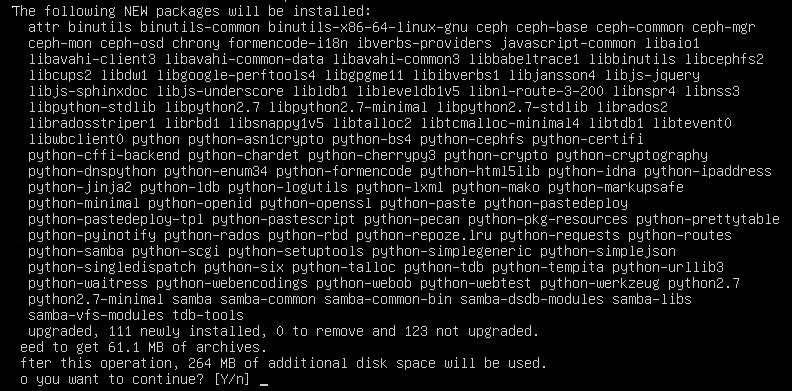 The following NEW packages will be installed:
attr binutils binutils-common binutils-x86-64-linux-gnu ceph ceph-base ceph-common ceph-mgr
ceph-mon ceph-osd chrony formencode-i18n ibverbs-providers javascript-common libaio1
libavahi-client3 libavahi-common-data libavahi-common3 libbabeltrace1 libbinutils libcephfs2
libcups2 libdw1 libgoogle-perftools4 libgpgme11 libibverbs1 libjansson4 libjs-jquery
libjs-sphinxdoc libjs-underscore libldb1 libleveldb1v5 libnl-route-3-200 libnspr4 libnss3
libpython-stdlib libpython2.7 libpython2.7-minimal libpython2.7-stdlib librados2
libradosstriper1 librbd1 libsnappy1v5 libtalloc2 libtcmalloc-minimal4 libtdb1 libtevent0
libwbclient0 python python-asn1crypto python-bs4 python-cephfs python-certifi
python-cffi-backend python-chardet python-cherrypy3 python-crypto python-cryptography
python-dnspython python-enum34 python-formencode python-html5lib python-idna python-ipaddress
python-jinja2 python-ldb python-logutils python-lxml python-mako python-markupsafe
python-minimal python-openid python-openssl python-paste python-pastedeploy
python-pastedeploy-tpl python-pastescript python-pecan python-pkg-resources python-prettytable
python-pyinotify python-rados python-rbd python-repoze.lru python-requests python-routes
python-samba python-scgi python-setuptools python-simplegeneric python-simplejson
python-singledispatch python-six python-talloc python-tdb python-tempita python-urllib3
python-waitress python-webencodings python-webob python-webtest python-werkzeug python2.7
python2.7-minimal samba samba-common samba-common-bin samba-dsdb-modules samba-libs
samba-vfs-modules tdb-tools
upgraded, 111 newly installed, 0 to remove and 123 not upgraded.
eed to get 61.1 MB of archives.
fter this operation, 264 MB of additional disk space will be used.
o you want to continue? [Y/n] _